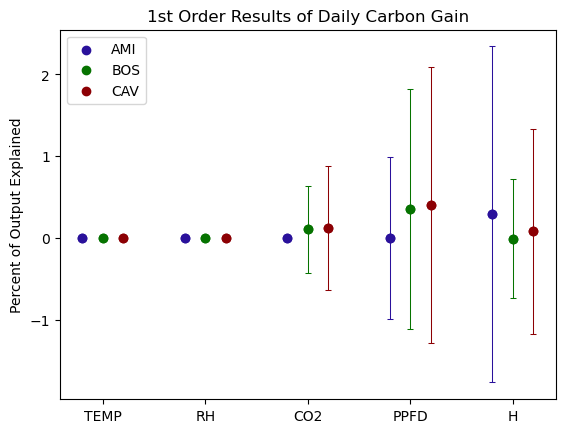 1st Order Results of Daily Carbon Gain
AMI
BOS
CAV
Percent of Output Explained
2
1
0
−1
TEMP RH CO2 PPFD H